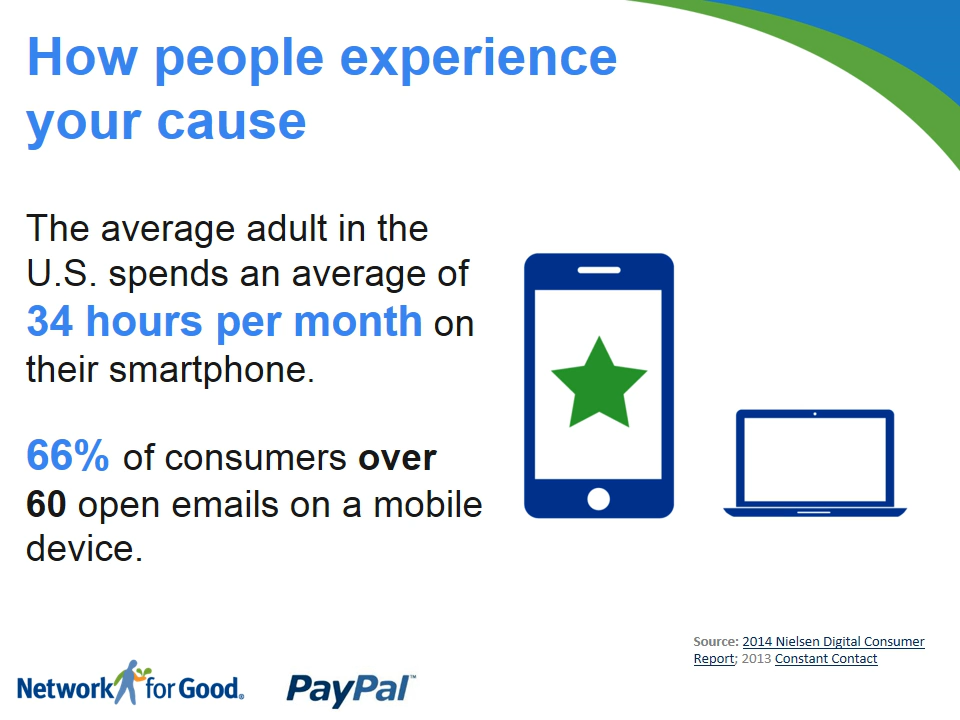 How people experience
your cause
The average adult in the
U.S. spends an average of
34 hours per month on
their smartphone.
66% of consumers over
60 open emails on a mobile
device.
Source: 2014 Nielsen Digital Consumer
Report; 2013 Constant Contact
Network for Good®
PayPal™